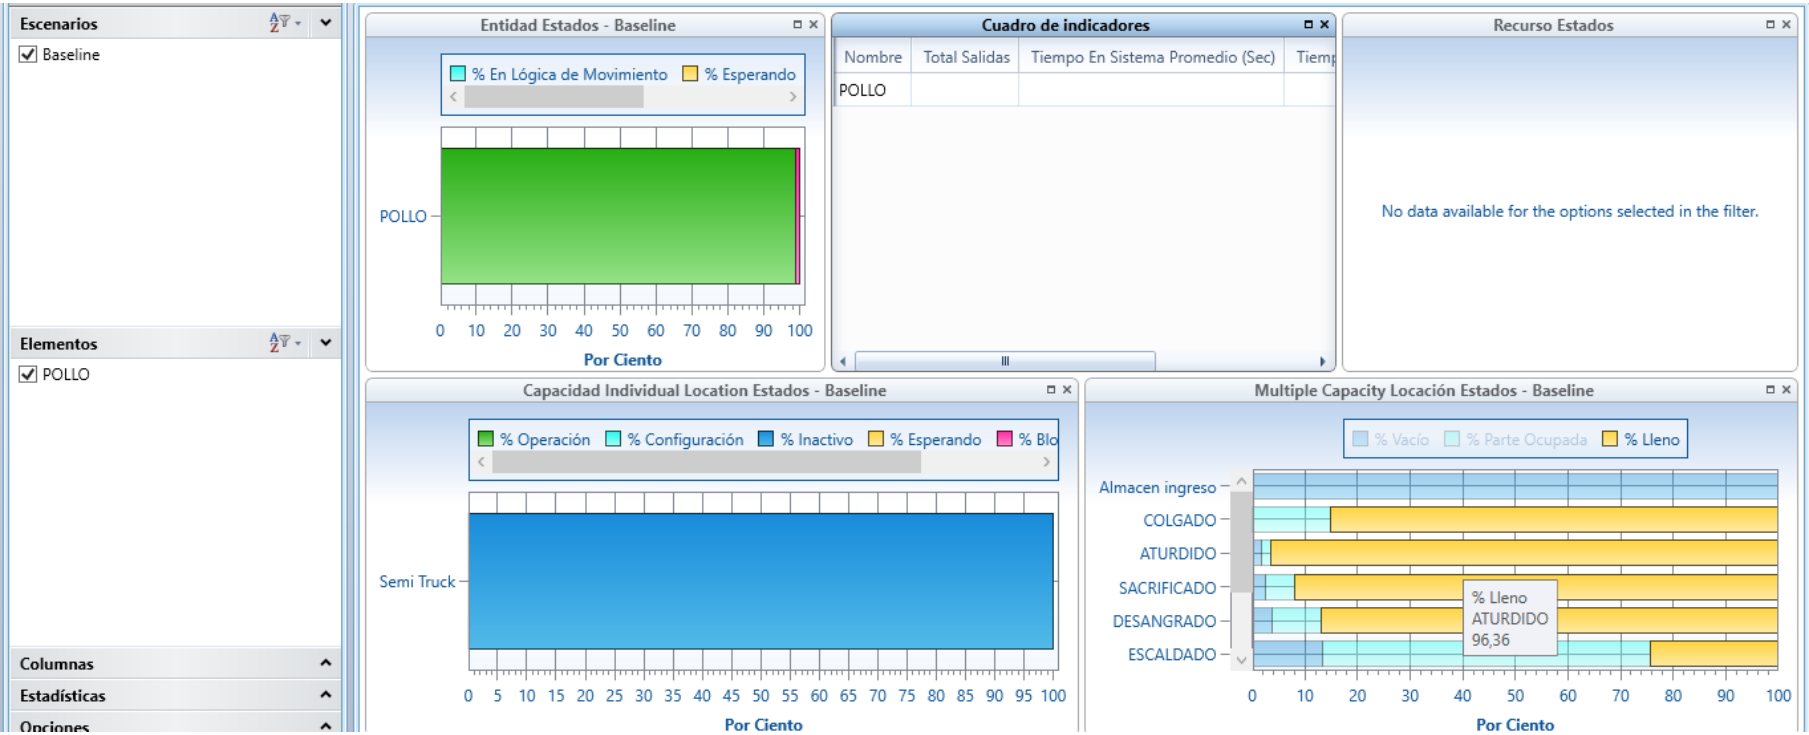 Escenarios
Baseline
Elementos
POLLO
Columnas
Estadísticas
Opciones
Entidad Estados - Baseline
% En Lógica de Movimiento % Esperando
POLLO
0 10 20 30 40 50 60 70 80 90 100
Por Ciento
Cuadro de indicadores
Nombre Total Salidas Tiempo En Sistema Promedio (Sec) Tiemp
POLLO
Recurso Estados
No data available for the options selected in the filter.
Capacidad Individual Location Estados - Baseline
% Operación % Configuración % Inactivo % Esperando % Blo
Semi Truck
0 5 10 15 20 25 30 35 40 45 50 55 60 65 70 75 80 85 90 95 100
Por Ciento
Multiple Capacity Locación Estados - Baseline
% Vacío % Parte Ocupada % Lleno
Almacen ingreso
COLGADO
ATURDIDO
SACRIFICADO
DESANGRADO
ESCALDADO
% Lleno
ATURDIDO
96,36
0 10 20 30 40 50 60 70 80 90 100
Por Ciento